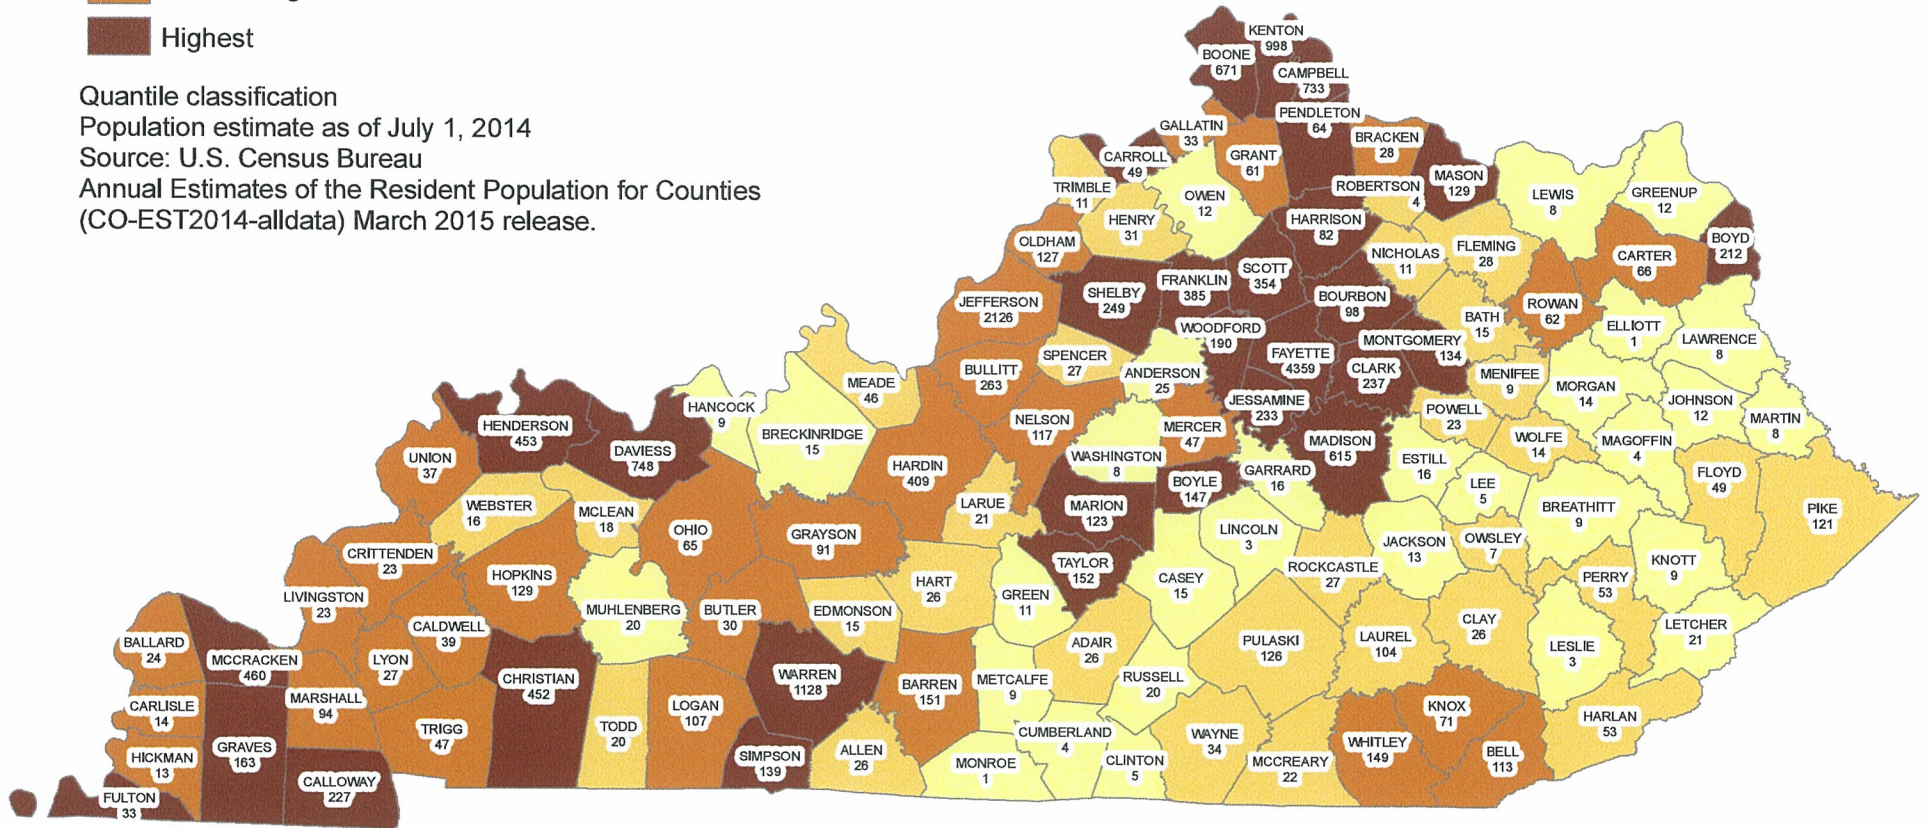 Highest
Quantile classification
Population estimate as of July 1, 2014
Source: U.S. Census Bureau
Annual Estimates of the Resident Population for Counties
(CO-EST2014-alldata) March 2015 release.
KENTON
998
BOONE
671
CAMPBELL
733
PENDLETON
64
GALLATIN
33
BRACKEN
28
CARROLL
49
GRANT
61
MASON
129
TRIMBLE
11
OWEN
12
ROBERTSON
4
LEWIS
8
GREENUP
12
HENRY
31
HARRISON
82
OLDHAM
127
NICHOLAS
11
FLEMING
28
BOYD
212
CARTER
66
SHELBY
249
FRANKLIN
385
SCOTT
354
JEFFERSON
2126
BOURBON
98
ROWAN
62
BATH
15
ELLIOTT
1
WOODFORD
190
MONTGOMERY
134
LAWRENCE
8
SPENCER
27
FAYETTE
4359
BULLITT
263
ANDERSON
25
CLARK
237
MENIFEE
9
MORGAN
14
MEADE
46
JESSAMINE
233
JOHNSON
12
HANCOCK
9
POWELL
23
MARTIN
8
NELSON
117
MERCER
47
HENDERSON
453
BRECKINRIDGE
15
MADISON
615
WOLFE
14
MAGOFFIN
4
DAVIESS
748
UNION
37
WASHINGTON
8
ESTILL
16
HARDIN
409
GARRARD
16
FLOYD
49
BOYLE
147
LEE
5
WEBSTER
16
LARUE
21
MARION
123
BREATHITT
9
PIKE
121
MCLEAN
18
OHIO
65
LINCOLN
3
GRAYSON
91
JACKSON
13
OWSLEY
7
CRITTENDEN
23
KNOTT
9
TAYLOR
152
ROCKCASTLE
27
HOPKINS
129
HART
26
CASEY
15
PERRY
53
LIVINGSTON
23
GREEN
11
MUHLENBERG
20
BUTLER
30
EDMONSON
15
CLAY
26
LETCHER
21
CALDWELL
39
BALLARD
24
ADAIR
26
PULASKI
126
LAUREL
104
LESLIE
3
MCCRACKEN
460
LYON
27
WARREN
1128
CHRISTIAN
452
RUSSELL
20
METCALFE
9
BARREN
151
MARSHALL
94
CARLISLE
14
LOGAN
107
KNOX
71
HARLAN
53
TRIGG
47
TODD
20
CUMBERLAND
4
WAYNE
34
WHITLEY
149
GRAVES
163
ALLEN
26
BELL
113
HICKMAN
13
SIMPSON
139
MONROE
1
CLINTON
5
MCCREARY
22
CALLOWAY
227
FULTON
33